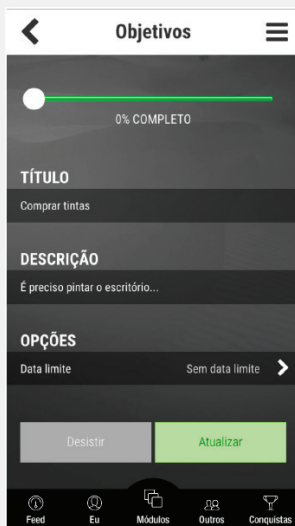 Objetivos
0% COMPLETO
TÍTULO
Comprar tintas
DESCRIÇÃO
É preciso pintar o escritório...
OPÇÕES
Data limite Sem data limite
Desistir Atualizar
Feed Eu Módulos Outros Conquistas